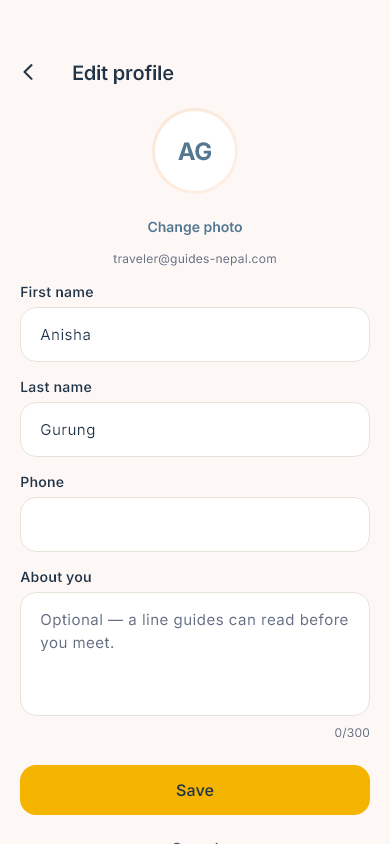 Edit profile
AG
Change photo
traveler@guides-nepal.com
First name
Anisha
Last name
Gurung
Phone
About you
Optional — a line guides can read before
you meet.
0/300
Save